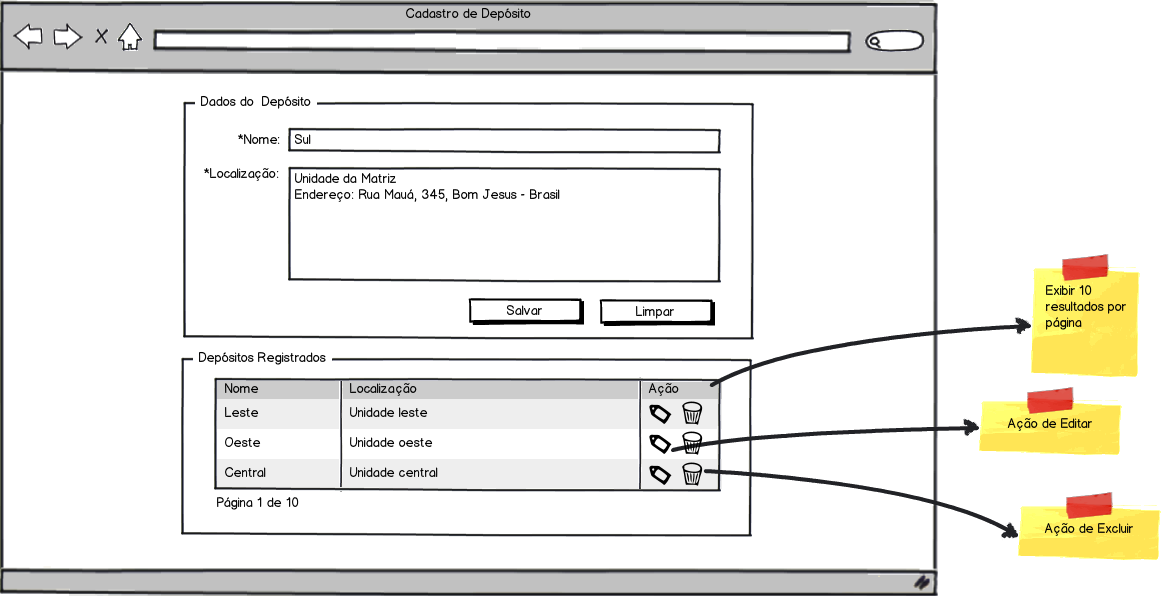 Cadastro de Depósito
Dados do Depósito
*Nome: Sul
*Localização: Unidade da Matriz
Endereço: Rua Mauá, 345, Bom Jesus - Brasil
Salvar Limpar
Depósitos Registrados
Nome Localização Ação
Leste Unidade leste
Oeste Unidade oeste
Central Unidade central
Página 1 de 10
Exibir 10
resultados por
página
Ação de Editar
Ação de Excluir